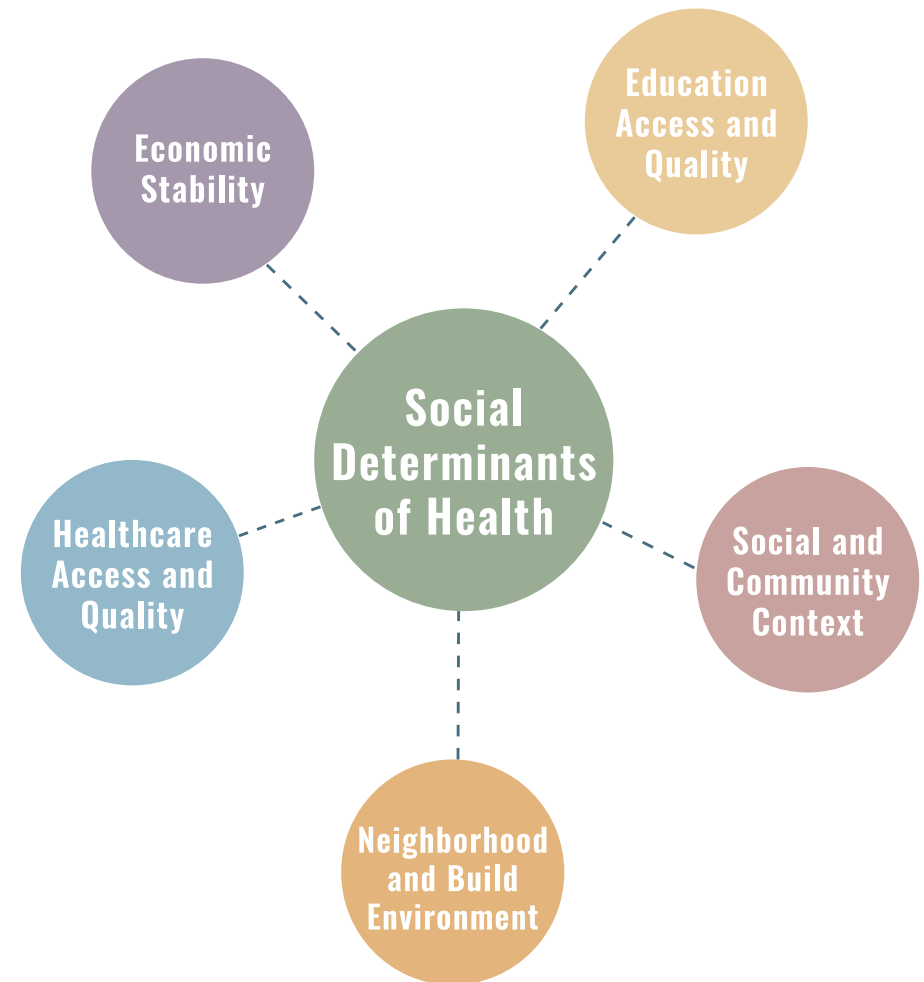 Education
Access and
Quality
Economic
Stability
Social
Determinants
of Health
Healthcare
Access and
Quality
Social and
Community
Context
Neighborhood
and Build
Environment